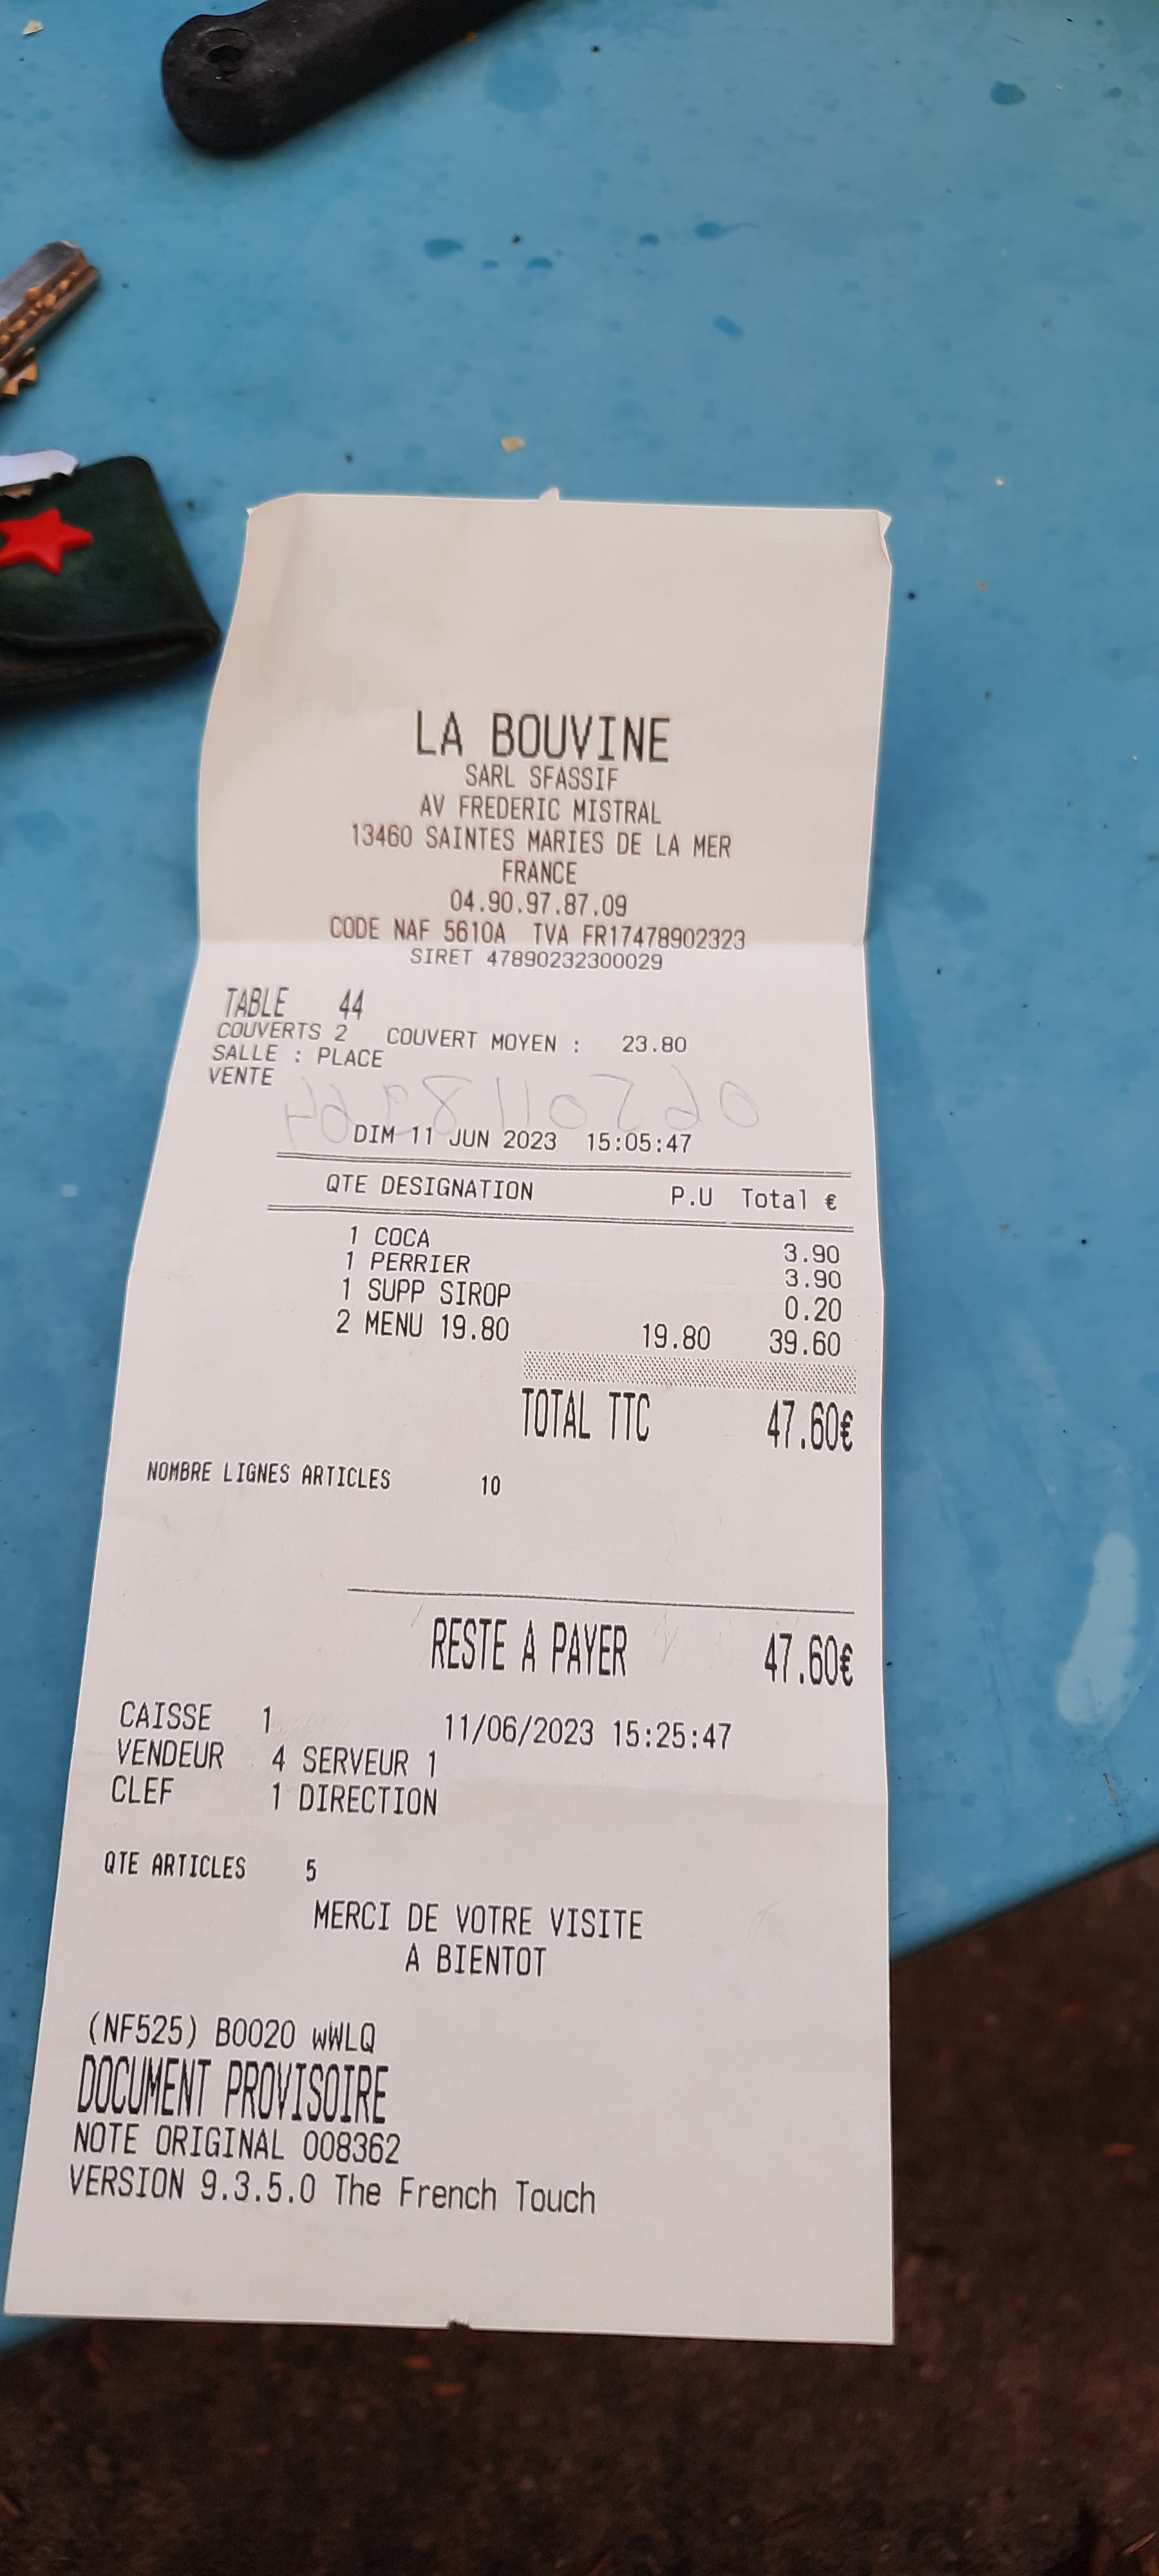 LA BOUVINE
SARL SFASSIF
AV FREDERIC MISTRAL
13460 SAINTES MARIES DE LA MER
FRANCE
04.90.97.87.09
CODE NAF 5610A TVA FR17478902323
SIRET 47890232300029
TABLE 44
COUVERTS 2 COUVERT MOYEN : 23.80
SALLE : PLACE
VENTE
DIM 11 JUN 2023 15:05:47
QTE DESIGNATION P.U Total €
1 COCA 3.90
1 PERRIER 3.90
1 SUPP SIROP 0.20
2 MENU 19.80 19.80 39.60
TOTAL TTC 47.60€
NOMBRE LIGNES ARTICLES 10
RESTE A PAYER 47.60€
CAISSE 1 11/06/2023 15:25:47
VENDEUR 4 SERVEUR 1
CLEF 1 DIRECTION
QTE ARTICLES 5
MERCI DE VOTRE VISITE
A BIENTOT
(NF525) B0020 wWLQ
DOCUMENT PROVISOIRE
NOTE ORIGINAL 008362
VERSION 9.3.5.0 The French Touch